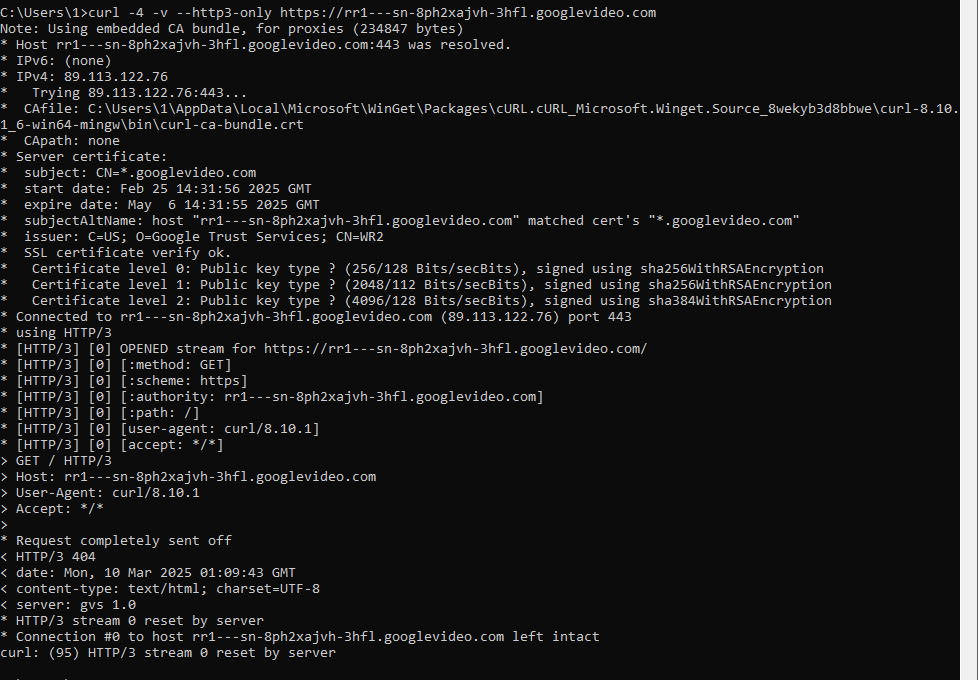 C:\Users\1>curl -4 -v --http3-only https://rr1---sn-8ph2xajvh-3hfl.googlevideo.com
Note: Using embedded CA bundle, for proxies (234847 bytes)
* Host rr1---sn-8ph2xajvh-3hfl.googlevideo.com:443 was resolved.
* IPv6: (none)
* IPv4: 89.113.122.76
*   Trying 89.113.122.76:443...
*  CAfile: C:\Users\1\AppData\Local\Microsoft\WinGet\Packages\cURL.cURL_Microsoft.Winget.Source_8wekyb3d8bbwe\curl-8.10.
1_6-win64-mingw\bin\curl-ca-bundle.crt
*  CApath: none
* Server certificate:
*  subject: CN=*.googlevideo.com
*  start date: Feb 25 14:31:56 2025 GMT
*  expire date: May  6 14:31:55 2025 GMT
*  subjectAltName: host "rr1---sn-8ph2xajvh-3hfl.googlevideo.com" matched cert's "*.googlevideo.com"
*  issuer: C=US; O=Google Trust Services; CN=WR2
*  SSL certificate verify ok.
*   Certificate level 0: Public key type ? (256/128 Bits/secBits), signed using sha256WithRSAEncryption
*   Certificate level 1: Public key type ? (2048/112 Bits/secBits), signed using sha256WithRSAEncryption
*   Certificate level 2: Public key type ? (4096/128 Bits/secBits), signed using sha384WithRSAEncryption
* Connected to rr1---sn-8ph2xajvh-3hfl.googlevideo.com (89.113.122.76) port 443
* using HTTP/3
* [HTTP/3] [0] OPENED stream for https://rr1---sn-8ph2xajvh-3hfl.googlevideo.com/
* [HTTP/3] [0] [:method: GET]
* [HTTP/3] [0] [:scheme: https]
* [HTTP/3] [0] [:authority: rr1---sn-8ph2xajvh-3hfl.googlevideo.com]
* [HTTP/3] [0] [:path: /]
* [HTTP/3] [0] [user-agent: curl/8.10.1]
* [HTTP/3] [0] [accept: */*]
> GET / HTTP/3
> Host: rr1---sn-8ph2xajvh-3hfl.googlevideo.com
> User-Agent: curl/8.10.1
> Accept: */*
>
* Request completely sent off
< HTTP/3 404
< date: Mon, 10 Mar 2025 01:09:43 GMT
< content-type: text/html; charset=UTF-8
< server: gvs 1.0
* HTTP/3 stream 0 reset by server
* Connection #0 to host rr1---sn-8ph2xajvh-3hfl.googlevideo.com left intact
curl: (95) HTTP/3 stream 0 reset by server